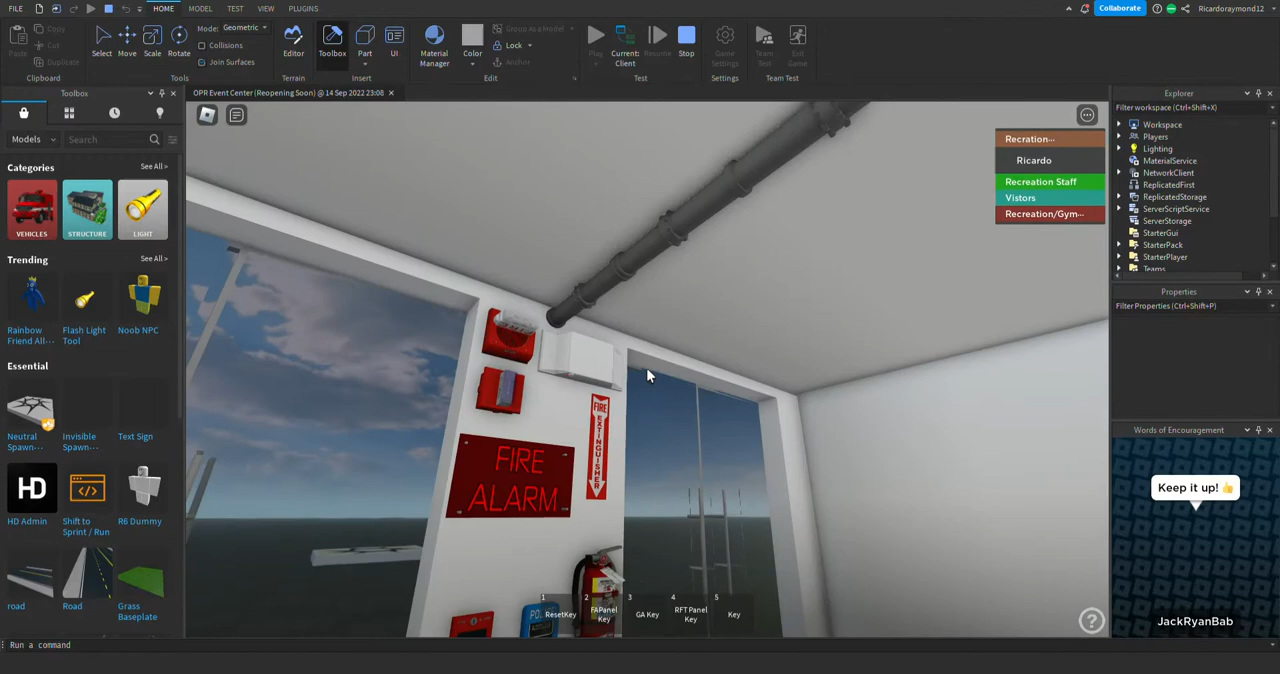 FILE
HOME
MODEL
TEST
VIEW
PLUGINS
Collaborate
Ricardoraymond12
Paste
Copy
Cut
Duplicate
Clipboard
Select
Move
Scale
Rotate
Mode: Geometric
Collisions
Join Surfaces
Tools
Editor
Terrain
Toolbox
Part
UI
Insert
Material
Manager
Color
Group as a Model
Lock
Anchor
Edit
Play
Current:
Client
Resume
Stop
Test
Game
Settings
Settings
Team
Test
Exit
Game
Team Test
Toolbox
Models
Search
Categories
See All >
VEHICLES
STRUCTURE
LIGHT
Trending
See All >
Rainbow
Friend All···
Flash Light
Tool
Noob NPC
Essential
Neutral
Spawn···
Invisible
Spawn···
Text Sign
HD
HD Admin
Shift to
Sprint / Run
R6 Dummy
road
Road
Grass
Baseplate
OPR Event Center (Reopening Soon) @ 14 Sep 2022 23:08
Recration···
Ricardo
Recreation Staff
Vistors
Recreation/Gym···
FIRE
EXTINGUISHER
FIRE
ALARM
1
ResetKey
2
FAPanel
Key
3
GA Key
4
RFT Panel
Key
5
Key
Explorer
Filter workspace (Ctrl+Shift+X)
Workspace
Players
Lighting
MaterialService
NetworkClient
ReplicatedFirst
ReplicatedStorage
ServerScriptService
ServerStorage
StarterGui
StarterPack
StarterPlayer
Teams
Properties
Filter Properties (Ctrl+Shift+P)
Words of Encouragement
Keep it up! 👍
JackRyanBab
Run a command